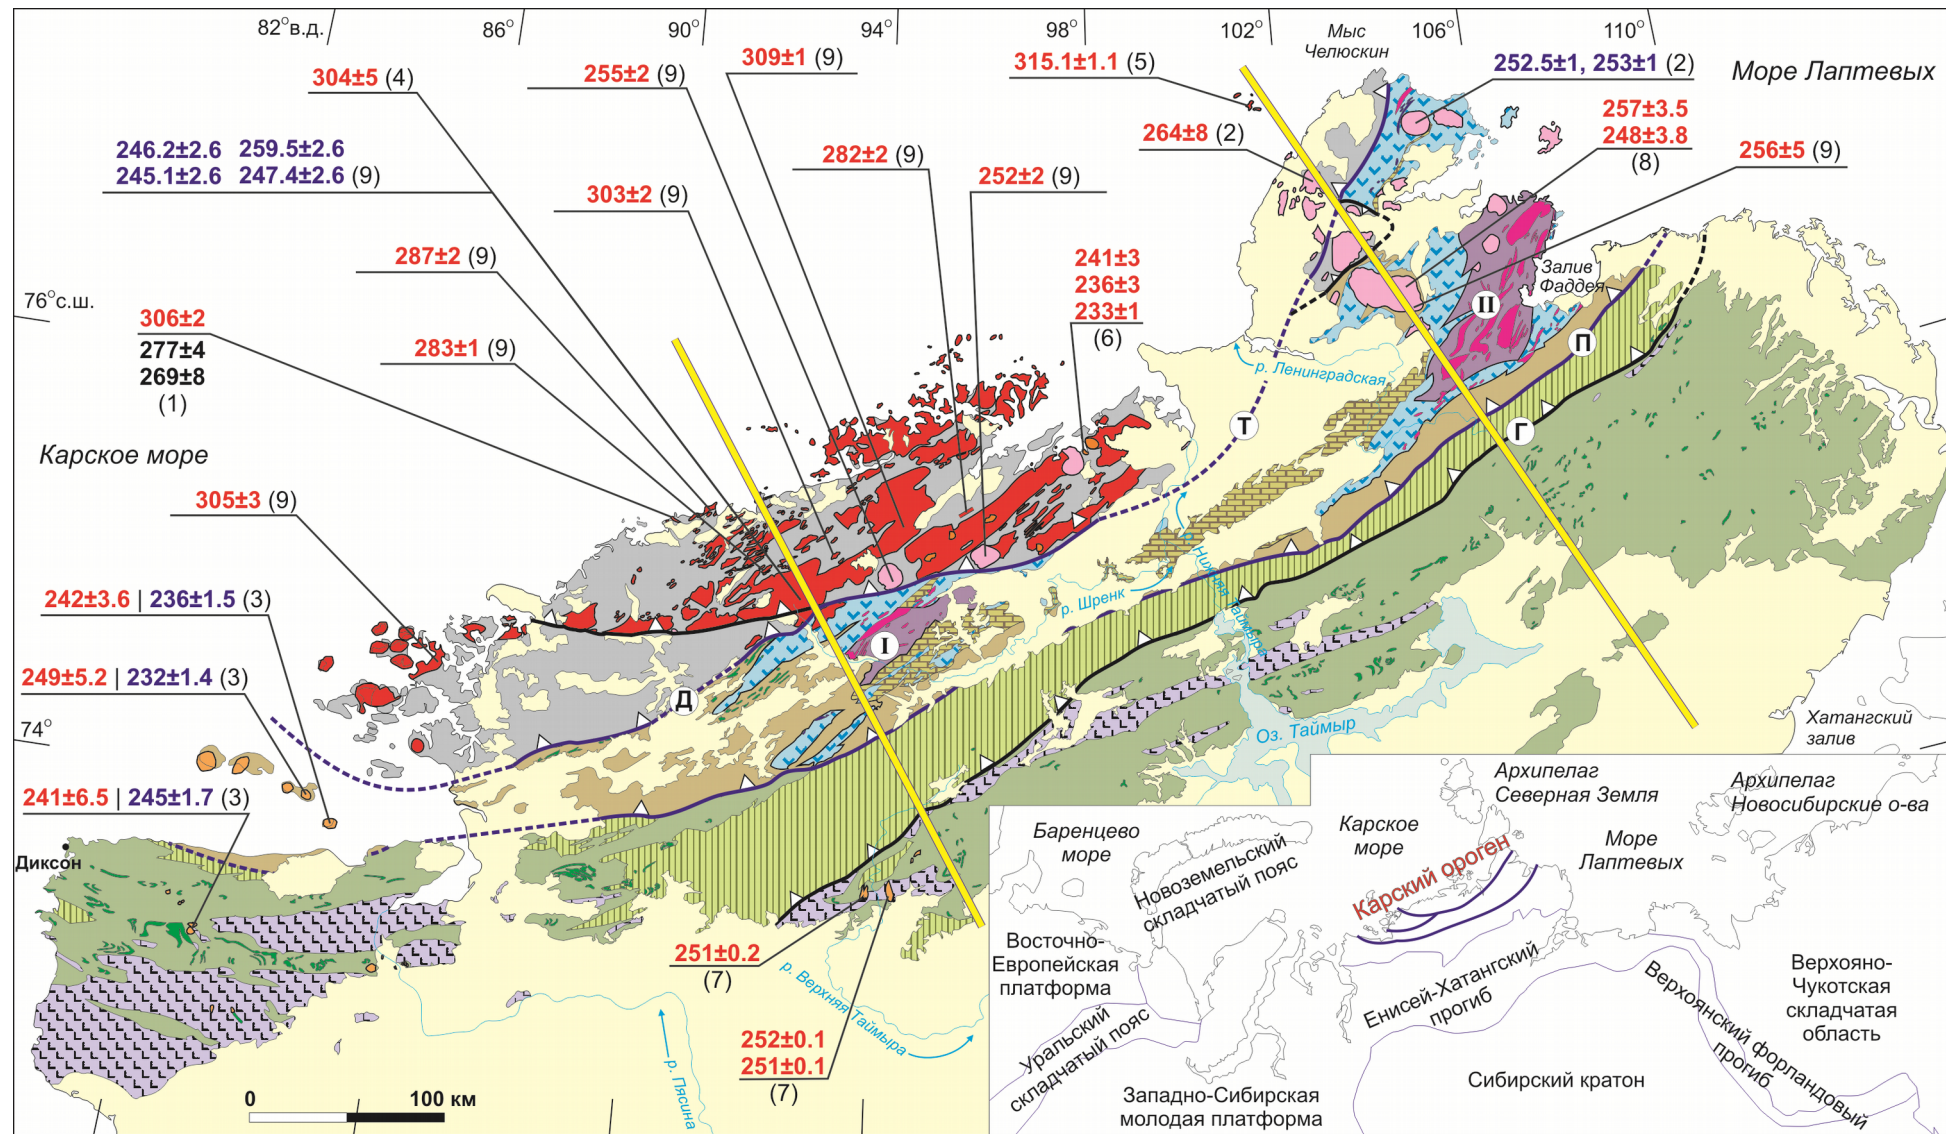 82°в.д.
86°
90°
94°
98°
102°
106°
110°
Мыс
Челюскин
Море Лаптевых
304±5 (4)
255±2 (9)
309±1 (9)
315.1±1.1 (5)
252.5±1, 253±1 (2)
257±3.5
248±3.8
(8)
264±8 (2)
256±5 (9)
246.2±2.6 259.5±2.6
245.1±2.6 247.4±2.6 (9)
282±2 (9)
252±2 (9)
303±2 (9)
287±2 (9)
241±3
236±3
233±1
(6)
Залив
Фаддея
76°с.ш.
306±2
277±4
269±8
(1)
283±1 (9)
II
П
р. Ленинградская
Т
Г
Карское море
305±3 (9)
р. Нижняя Таймыра
р. Шренк
242±3.6 | 236±1.5 (3)
I
249±5.2 | 232±1.4 (3)
Д
74°
Оз. Таймыр
Хатангский
залив
241±6.5 | 245±1.7 (3)
Диксон
251±0.2
(7)
р. Верхняя Таймыра
252±0.1
251±0.1
(7)
р. Пясина
0 100 км
Архипелаг
Северная Земля
Архипелаг
Новосибирские о-ва
Баренцево
море
Карское
море
Море
Лаптевых
Новоземельский
складчатый пояс
Карский ороген
Восточно-
Европейская
платформа
Енисей-Хатангский
прогиб
Верхояно-
Чукотская
складчатая
область
Уральский
складчатый пояс
Верхоянский форландовый
прогиб
Западно-Сибирская
молодая платформа
Сибирский кратон